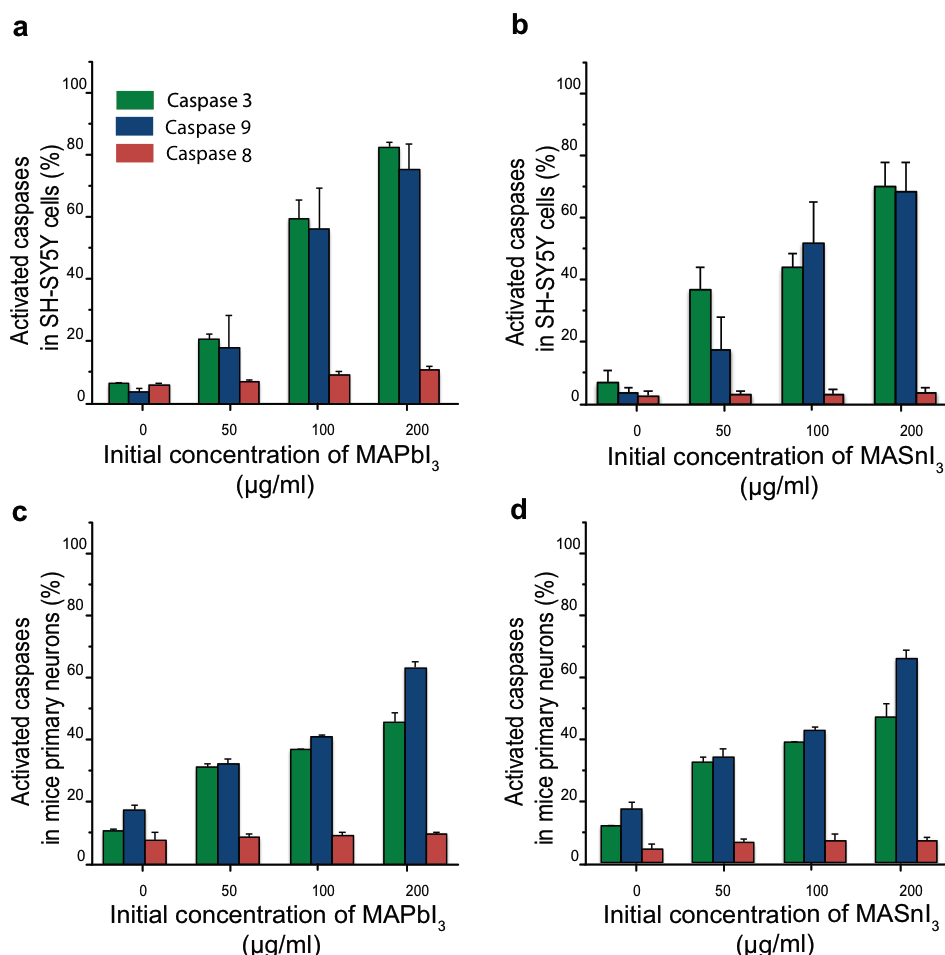 a
Activated caspases
in SH-SY5Y cells (%)
100
80
60
40
20
0
Caspase 3
Caspase 9
Caspase 8
0 50 100 200
Initial concentration of MAPbI3
(µg/ml)
b
Activated caspases
in SH-SY5Y cells (%)
100
80
60
40
20
0
0 50 100 200
Initial concentration of MASnI3
(µg/ml)
c
Activated caspases
in mice primary neurons (%)
100
80
60
40
20
0
0 50 100 200
Initial concentration of MAPbI3
(µg/ml)
d
Activated caspases
in mice primary neurons (%)
100
80
60
40
20
0
0 50 100 200
Initial concentration of MASnI3
(µg/ml)